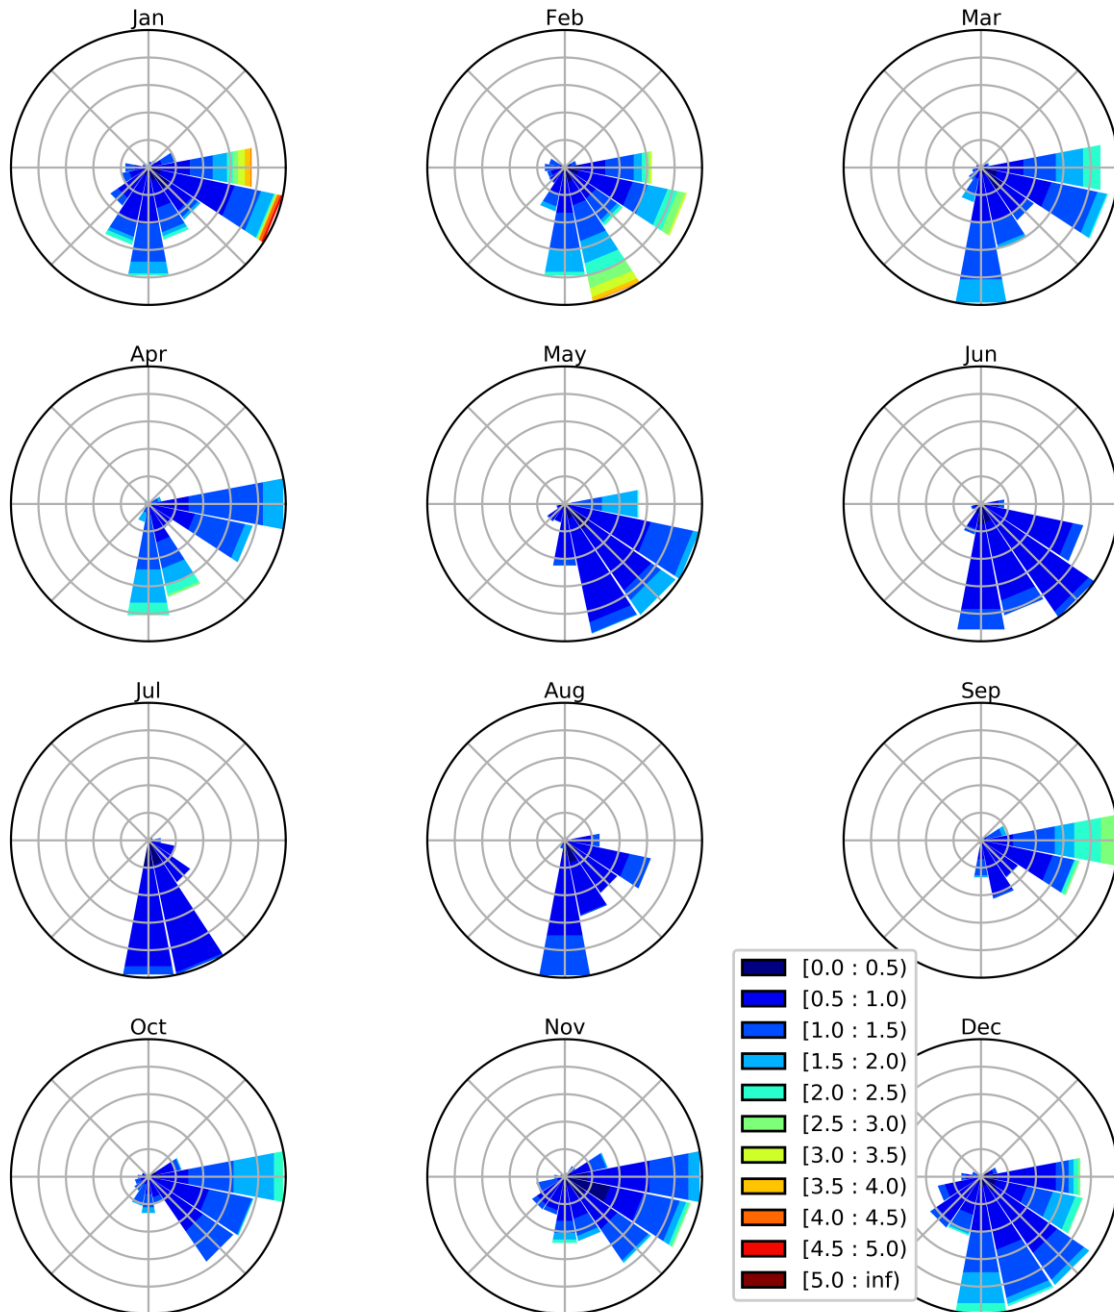 Jan
Feb
Mar
Apr
May
Jun
Jul
Aug
Sep
Oct
Nov
Dec
[0.0 : 0.5)
[0.5 : 1.0)
[1.0 : 1.5)
[1.5 : 2.0)
[2.0 : 2.5)
[2.5 : 3.0)
[3.0 : 3.5)
[3.5 : 4.0)
[4.0 : 4.5)
[4.5 : 5.0)
[5.0 : inf)